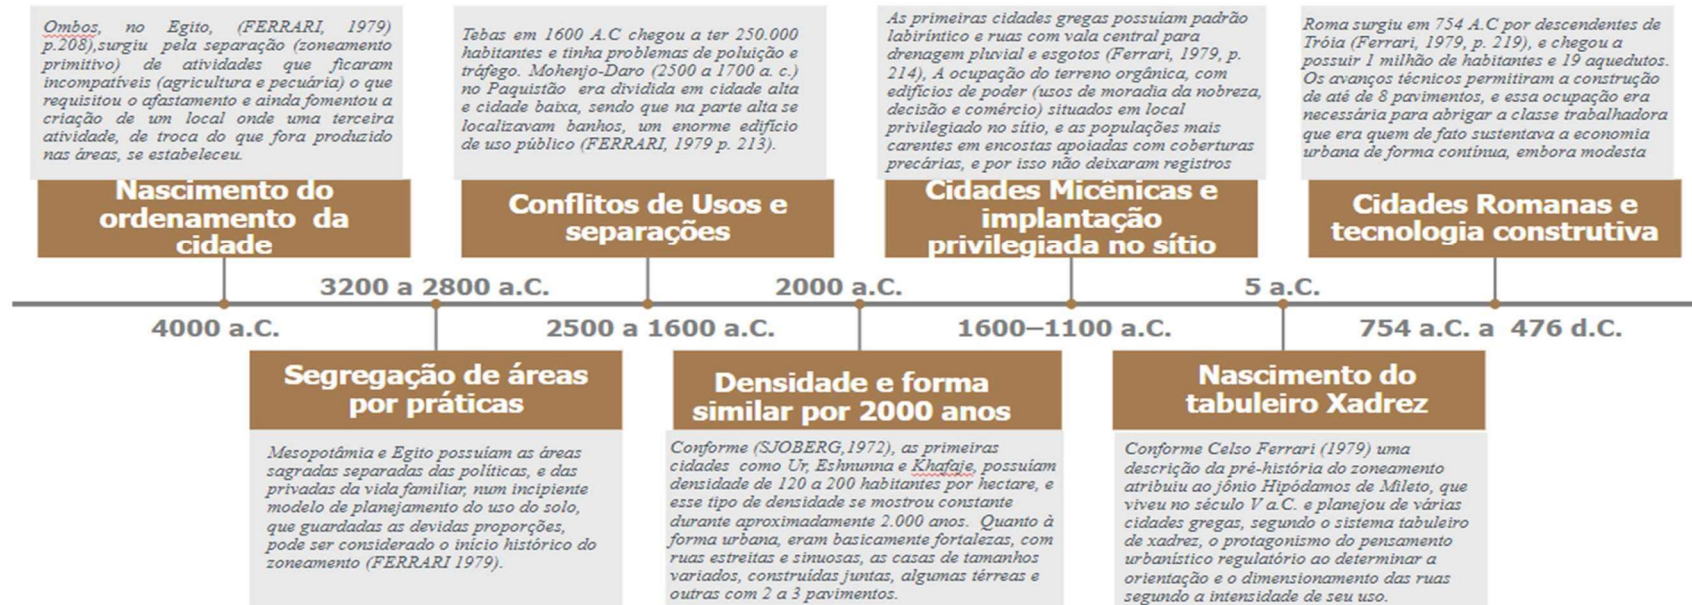 Ombos, no Egito, (FERRARI, 1979)
p.208),surgiu pela separação (zoneamento
primitivo) de atividades que ficaram
incompatíveis (agricultura e pecuária) o que
requisitou o afastamento e ainda fomentou a
criação de um local onde uma terceira
atividade, de troca do que fora produzido
nas áreas, se estabeleceu.
Nascimento do
ordenamento da
cidade
4000 a.C.
3200 a 2800 a.C.
Segregação de áreas
por práticas
Mesopotâmia e Egito possuíam as áreas
sagradas separadas das políticas, e das
privadas da vida familiar, num incipiente
modelo de planejamento do uso do solo,
que guardadas as devidas proporções,
pode ser considerado o início histórico do
zoneamento (FERRARI 1979).
Tebas em 1600 A.C chegou a ter 250.000
habitantes e tinha problemas de poluição e
tráfego. Mohenjo-Daro (2500 a 1700 a. c.)
no Paquistão era dividida em cidade alta
e cidade baixa, sendo que na parte alta se
localizavam banhos, um enorme edifício
de uso público (FERRARI, 1979 p. 213).
Conflitos de Usos e
separações
2500 a 1600 a.C.
2000 a.C.
Densidade e forma
similar por 2000 anos
Conforme (SJOBERG,1972), as primeiras
cidades como Ur, Eshnunna e Khafaje, possuíam
densidade de 120 a 200 habitantes por hectare, e
esse tipo de densidade se mostrou constante
durante aproximadamente 2.000 anos. Quanto à
forma urbana, eram basicamente fortalezas, com
ruas estreitas e sinuosas, as casas de tamanhos
variados, construídas juntas, algumas térreas e
outras com 2 a 3 pavimentos.
As primeiras cidades gregas possuíam padrão
labiríntico e ruas com vala central para
drenagem pluvial e esgotos (Ferrari, 1979, p.
214), A ocupação do terreno orgânica, com
edifícios de poder (usos de moradia da nobreza,
decisão e comércio) situados em local
privilegiado no sítio, e as populações mais
carentes em encostas apoiadas com coberturas
precárias, e por isso não deixaram registros
Cidades Micênicas e
implantação
privilegiada no sítio
1600–1100 a.C.
5 a.C.
Nascimento do
tabuleiro Xadrez
Conforme Celso Ferrari (1979) uma
descrição da pré-história do zoneamento
atribuiu ao jônio Hipódamos de Mileto, que
viveu no século V a.C. e planejou de várias
cidades gregas, segundo o sistema tabuleiro
de xadrez, o protagonismo do pensamento
urbanístico regulatório ao determinar a
orientação e o dimensionamento das ruas
segundo a intensidade de seu uso.
Roma surgiu em 754 A.C por descendentes de
Tróia (Ferrari, 1979, p. 219), e chegou a
possuir 1 milhão de habitantes e 19 aquedutos.
Os avanços técnicos permitiram a construção
de até de 8 pavimentos, e essa ocupação era
necessária para abrigar a classe trabalhadora
que era quem de fato sustentava a economia
urbana de forma contínua, embora modesta
Cidades Romanas e
tecnologia construtiva
754 a.C. a 476 d.C.